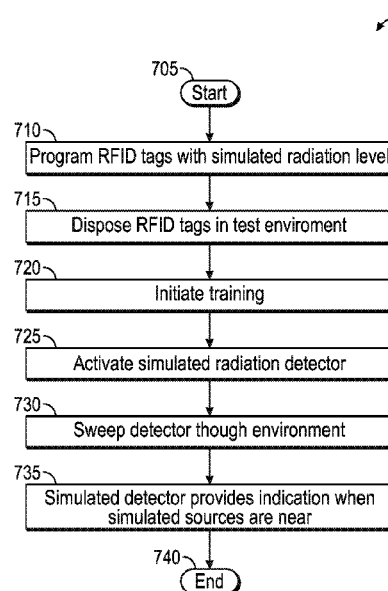 705
Start
710
Program RFID tags with simulated radiation level
715
Dispose RFID tags in test enviroment
720
Initiate training
725
Activate simulated radiation detector
730
Sweep detector though environment
735
Simulated detector provides indication when
simulated sources are near
740
End